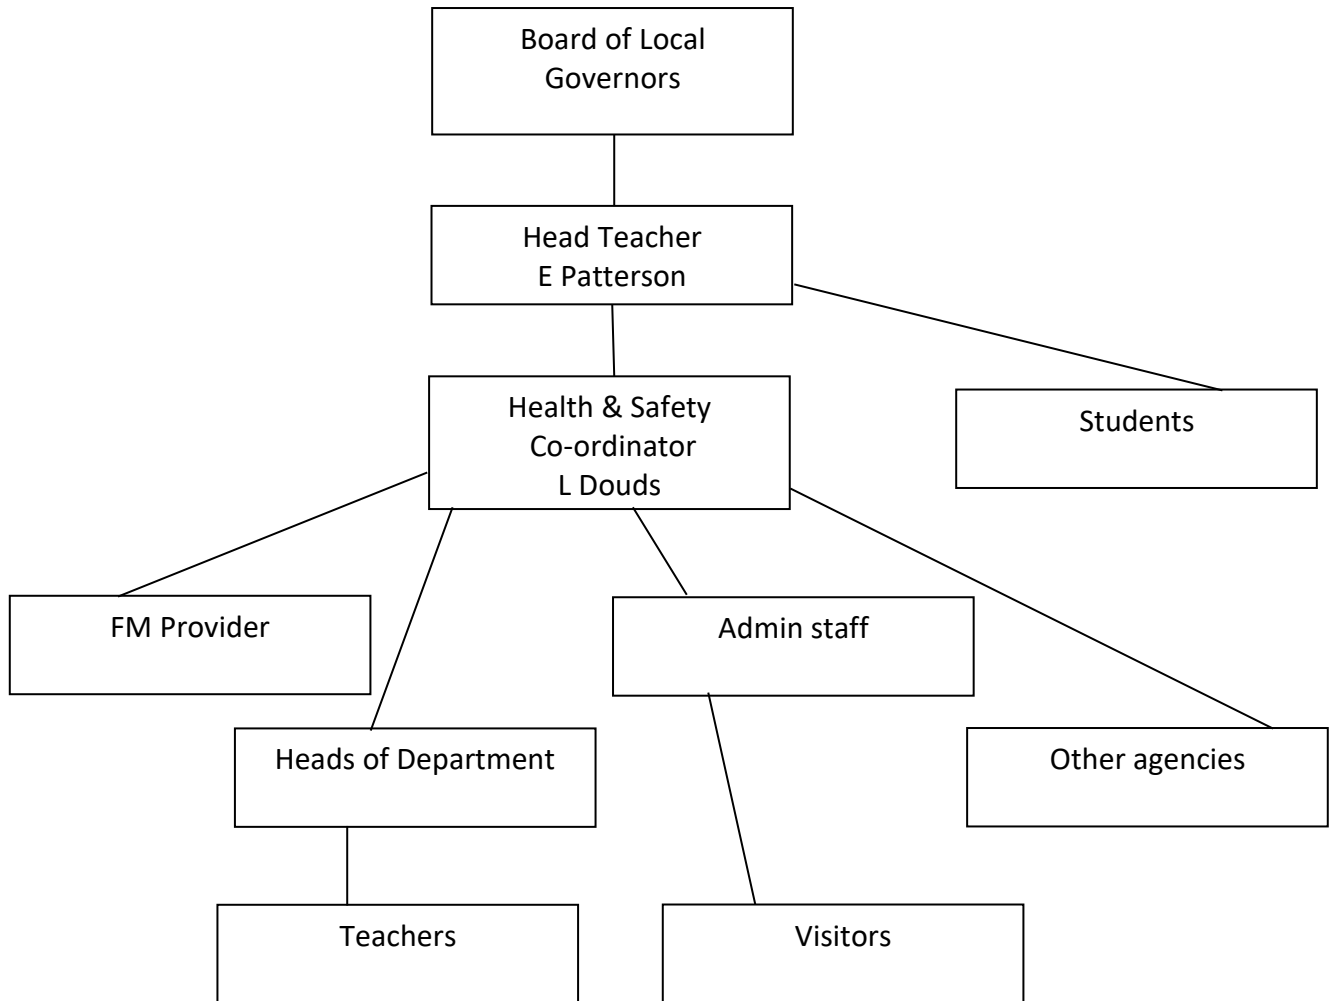 Board of Local
Governors
Head Teacher
E Patterson
Health & Safety
Co-ordinator
L Douds
Students
FM Provider
Admin staff
Heads of Department
Other agencies
Teachers
Visitors